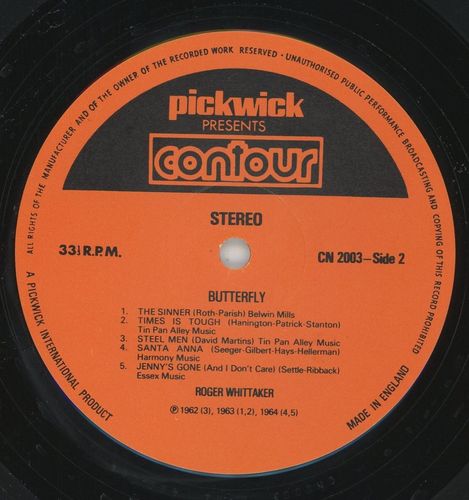 ALL RIGHTS OF THE MANUFACTURER AND OF THE OWNER OF THE RECORDED WORK RESERVED - UNAUTHORISED PUBLIC PERFORMANCE BROADCASTING AND COPYING OF THIS RECORD PROHIBITED
pickwick
PRESENTS
contour
STEREO
33⅓ R.P.M.
CN 2003–Side 2
BUTTERFLY
1. THE SINNER (Roth-Parish) Belwin Mills
2. TIMES IS TOUGH (Hanington-Patrick-Stanton)
Tin Pan Alley Music
3. STEEL MEN (David Martins) Tin Pan Alley Music
4. SANTA ANNA (Seeger-Gilbert-Hays-Hellerman)
Harmony Music
5. JENNY'S GONE (And I Don't Care) (Settle-Ribback)
Essex Music
ROGER WHITTAKER
℗ 1962 (3), 1963 (1,2), 1964 (4,5)
A PICKWICK INTERNATIONAL PRODUCT
MADE IN ENGLAND